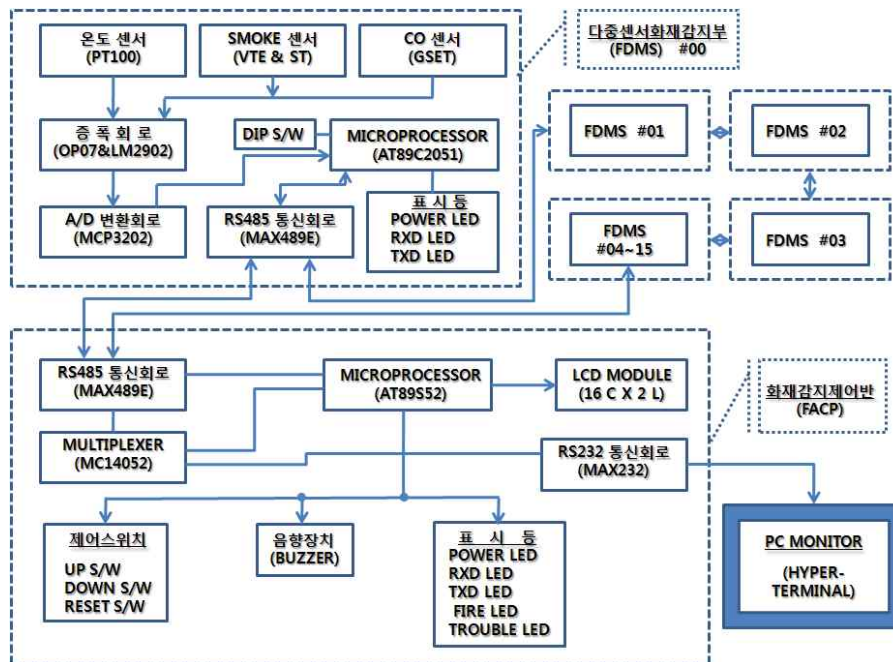 온도 센서
(PT100)
SMOKE 센서
(VTE & ST)
CO 센서
(GSET)
다중센서화재감지부
(FDMS) #00
증 폭 회 로
(OP07&LM2902)
DIP S/W
MICROPROCESSOR
(AT89C2051)
FDMS #01
FDMS #02
A/D 변환회로
(MCP3202)
RS485 통신회로
(MAX489E)
표 시 등
POWER LED
RXD LED
TXD LED
FDMS
#04~15
FDMS #03
RS485 통신회로
(MAX489E)
MICROPROCESSOR
(AT89S52)
LCD MODULE
(16 C X 2 L)
화재감지제어반
(FACP)
MULTIPLEXER
(MC14052)
RS232 통신회로
(MAX232)
제어스위치
UP S/W
DOWN S/W
RESET S/W
음향장치
(BUZZER)
표 시 등
POWER LED
RXD LED
TXD LED
FIRE LED
TROUBLE LED
PC MONITOR
(HYPER-
TERMINAL)